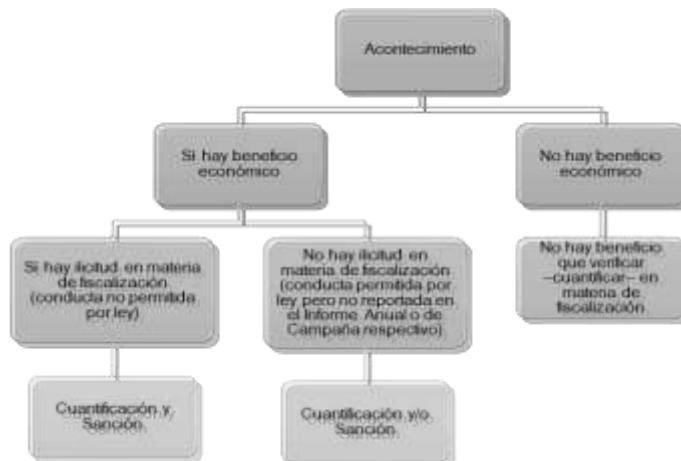 Acontecimiento
Sí hay beneficio
económico
No hay beneficio
económico
Sí hay ilicitud en materia
de fiscalización
(conducta no permitida
por ley)
No hay ilicitud en
materia de fiscalización
(conducta permitida por
ley pero no reportada en
el Informe Anual o de
Campaña respectivo)
No hay beneficio
que verificar
–cuantificar– en
materia de
fiscalización.
Cuantificación y
Sanción.
Cuantificación y/o
Sanción.